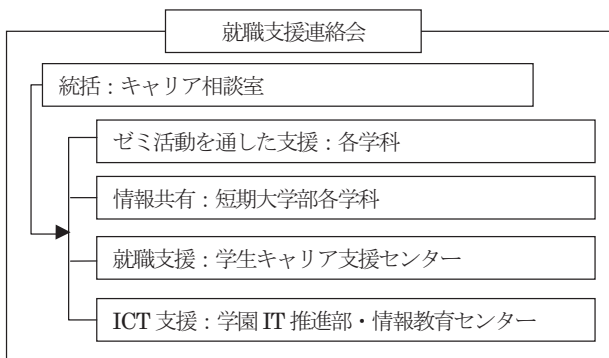 就職支援連絡会
統括：キャリア相談室
ゼミ活動を通した支援：各学科
情報共有：短期大学部各学科
就職支援：学生キャリア支援センター
ICT 支援：学園 IT 推進部・情報教育センター